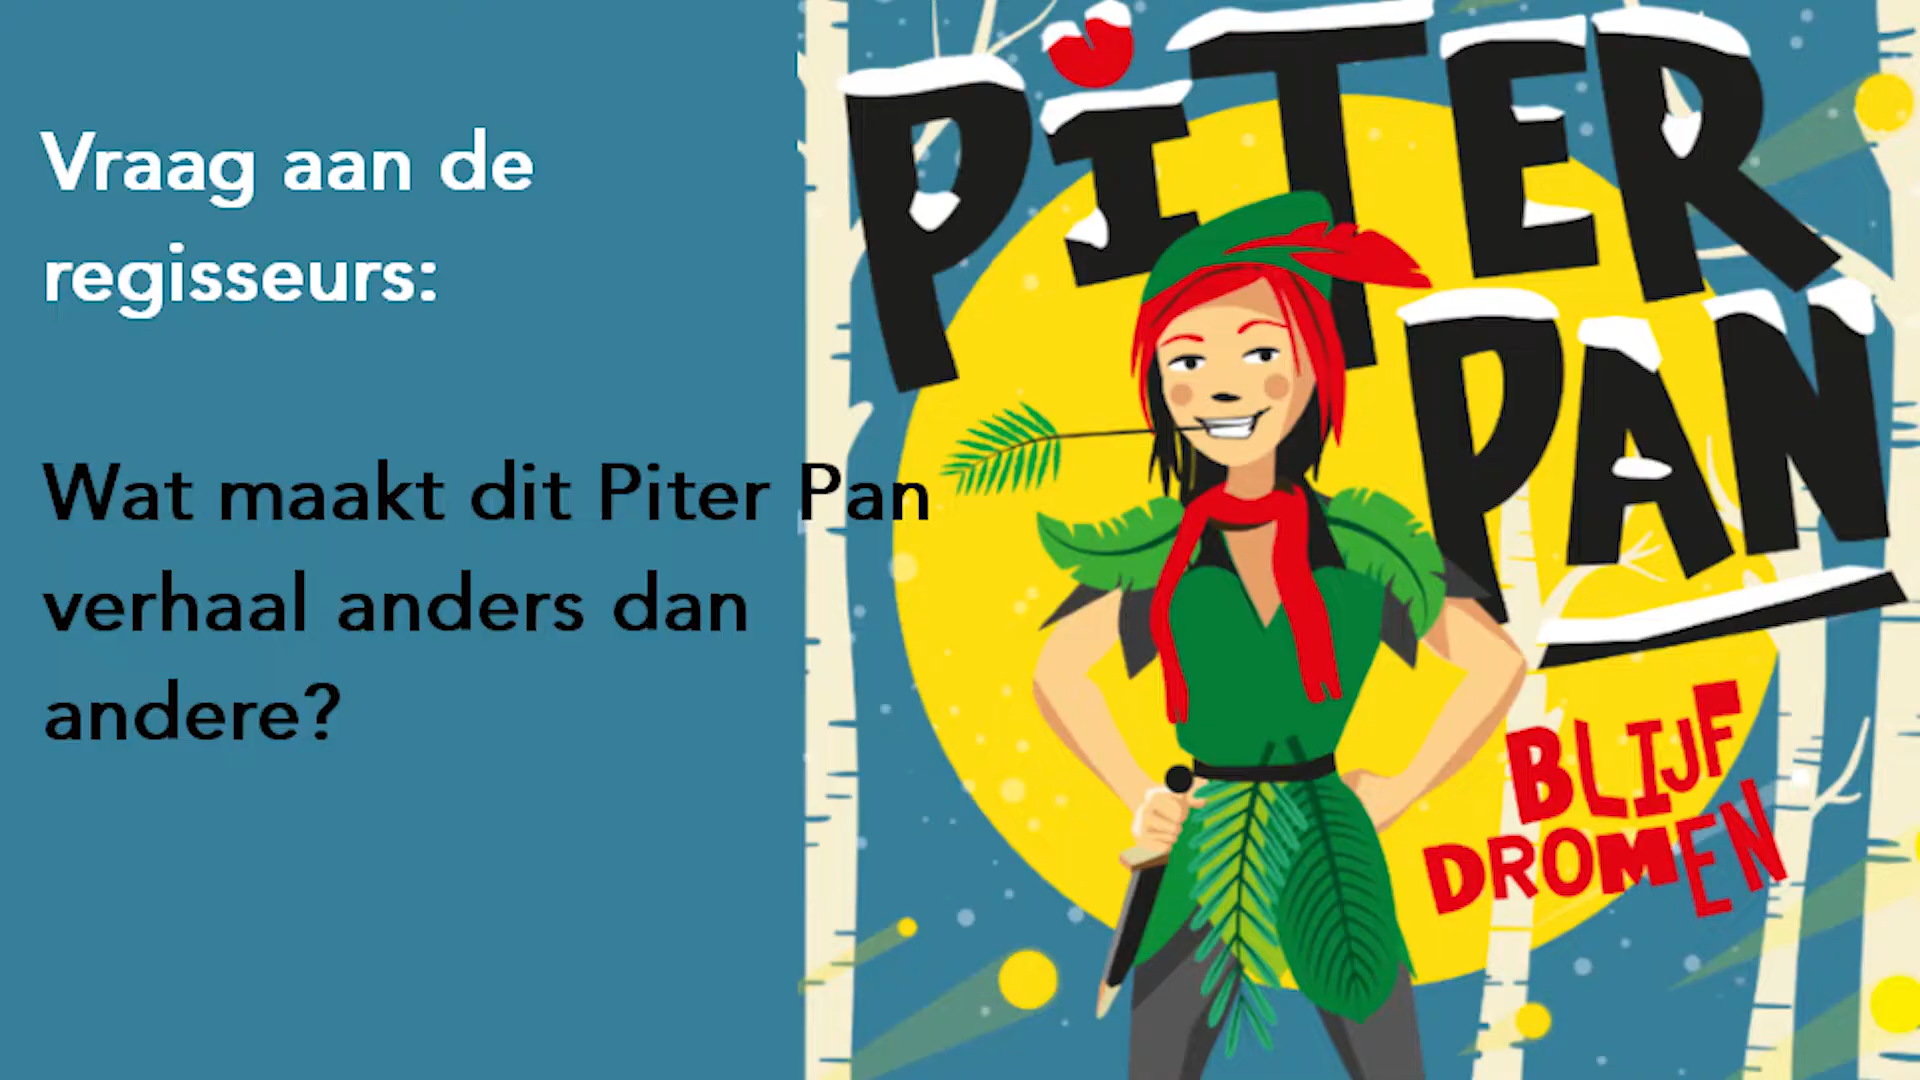 Vraag aan de
regisseurs:
Wat maakt dit Piter Pan
verhaal anders dan
andere?
PiTER
PAN
BLIJF
DROMEN